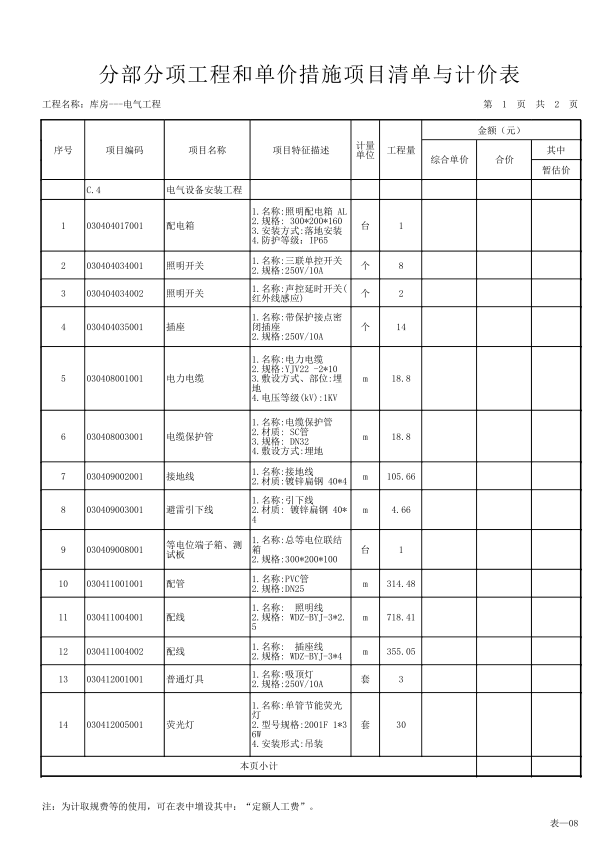 分部分项工程和单价措施项目清单与计价表
工程名称：库房---电气工程 第 1 页 共 2 页
序号 项目编码 项目名称 项目特征描述 计量单位 工程量 金额（元）
综合单价 合价 其中
暂估价
C.4 电气设备安装工程
1 030404017001 配电箱 1.名称:照明配电箱 AL
2.规格: 300*200*160
3.安装方式:落地安装
4.防护等级：IP65
台 1
2 030404034001 照明开关 1.名称:三联单控开关
2.规格:250V/10A
个 8
3 030404034002 照明开关 1.名称:声控延时开关(
红外线感应)
个 2
4 030404035001 插座 1.名称:带保护接点密
闭插座
2.规格:250V/10A
个 14
5 030408001001 电力电缆 1.名称:电力电缆
2.规格:YJV22 -2*10
3.敷设方式、部位:埋
地
4.电压等级(kV):1KV
m 18.8
6 030408003001 电缆保护管 1.名称:电缆保护管
2.材质: SC管
3.规格: DN32
4.敷设方式:埋地
m 18.8
7 030409002001 接地线 1.名称:接地线
2.材质:镀锌扁钢 40*4
m 105.66
8 030409003001 避雷引下线 1.名称:引下线
2.材质: 镀锌扁钢 40*
4
m 4.66
9 030409008001 等电位端子箱、测
试板
1.名称:总等电位联结
箱
2.规格:300*200*100
台 1
10 030411001001 配管 1.名称:PVC管
2.规格:DN25
m 314.48
11 030411004001 配线 1.名称: 照明线
2.规格: WDZ-BYJ-3*2.
5
m 718.41
12 030411004002 配线 1.名称: 插座线
2.规格: WDZ-BYJ-3*4
m 355.05
13 030412001001 普通灯具 1.名称:吸顶灯
2.规格:250V/10A
套 3
14 030412005001 荧光灯 1.名称:单管节能荧光
灯
2.型号规格:2001F 1*3
6W
4.安装形式:吊装
套 30
本页小计
注：为计取规费等的使用，可在表中增设其中：“定额人工费”。
表—08